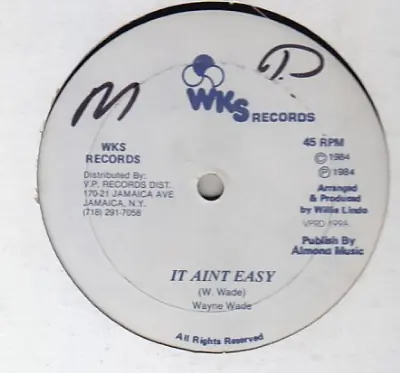 M
P
WKS RECORDS
WKS
RECORDS
Distributed By:
V.P. RECORDS DIST.
170-21 JAMAICA AVE
JAMAICA, N.Y.
(718) 291-7058
45 RPM
© 1984
℗ 1984
Arranged
& Produced
by Willie Lindo
VPRD 199A
Publish By
Almona Music
IT AINT EASY
(W. Wade)
Wayne Wade
All Rights Reserved